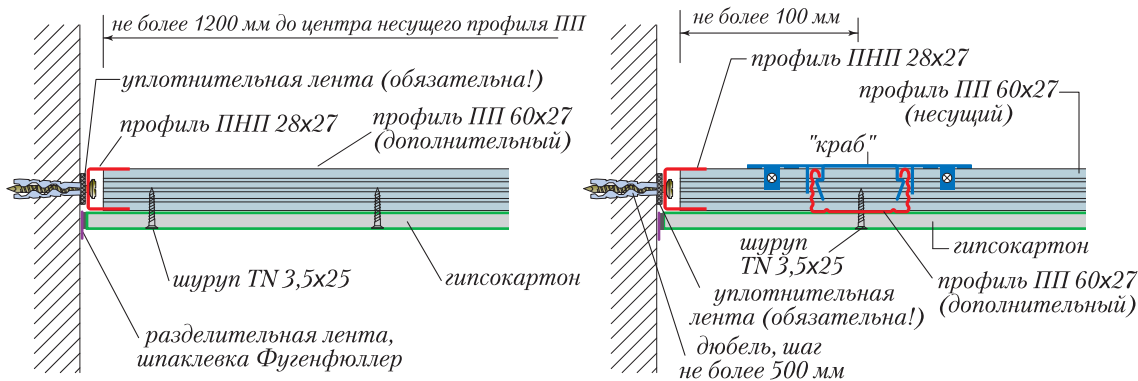 не более 1200 мм до центра несущего профиля ПП
уплотнительная лента (обязательна!)
профиль ПНП 28х27
профиль ПП 60х27
(дополнительный)
шуруп TN 3,5х25
гипсокартон
разделительная лента,
шпаклевка Фугенфюллер
не более 100 мм
профиль ПНП 28х27
профиль ПП 60х27
(несущий)
"краб"
шуруп
TN 3,5х25
гипсокартон
профиль ПП 60х27
(дополнительный)
уплотнительная
лента (обязательна!)
дюбель, шаг
не более 500 мм